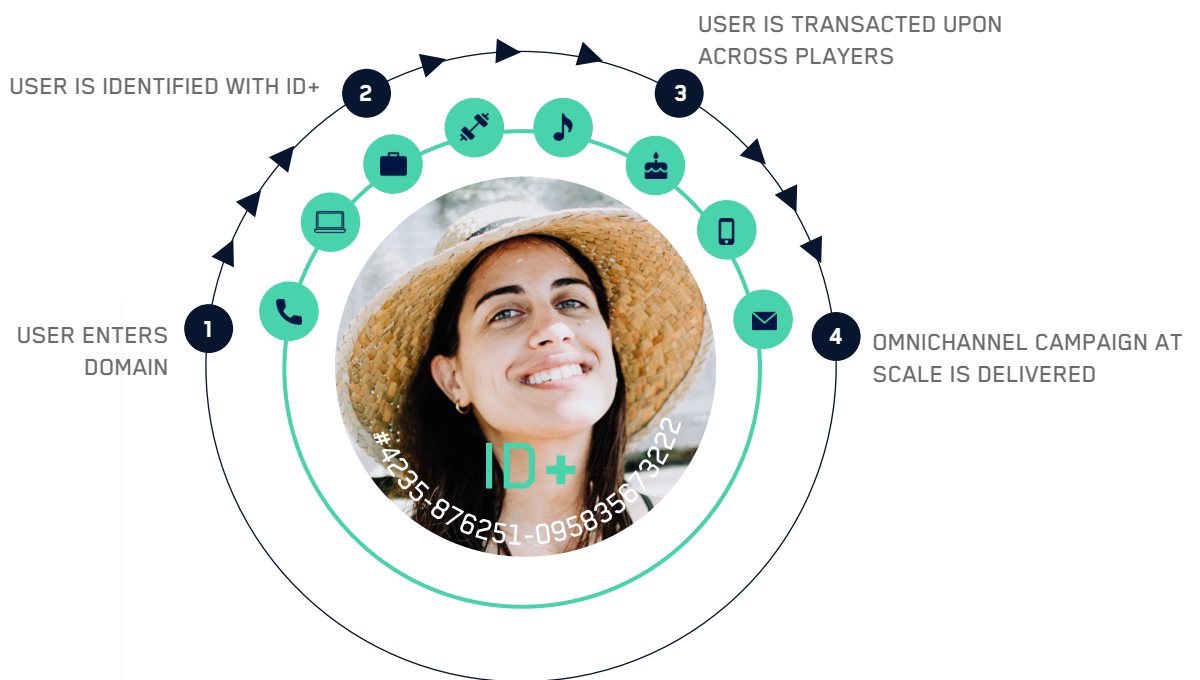 USER IS TRANSACTED UPON
ACROSS PLAYERS
USER IS IDENTIFIED WITH ID+
2
3
1
USER ENTERS
DOMAIN
4
OMNICHANNEL CAMPAIGN AT
SCALE IS DELIVERED
ID+
#4235-876251-095835673222